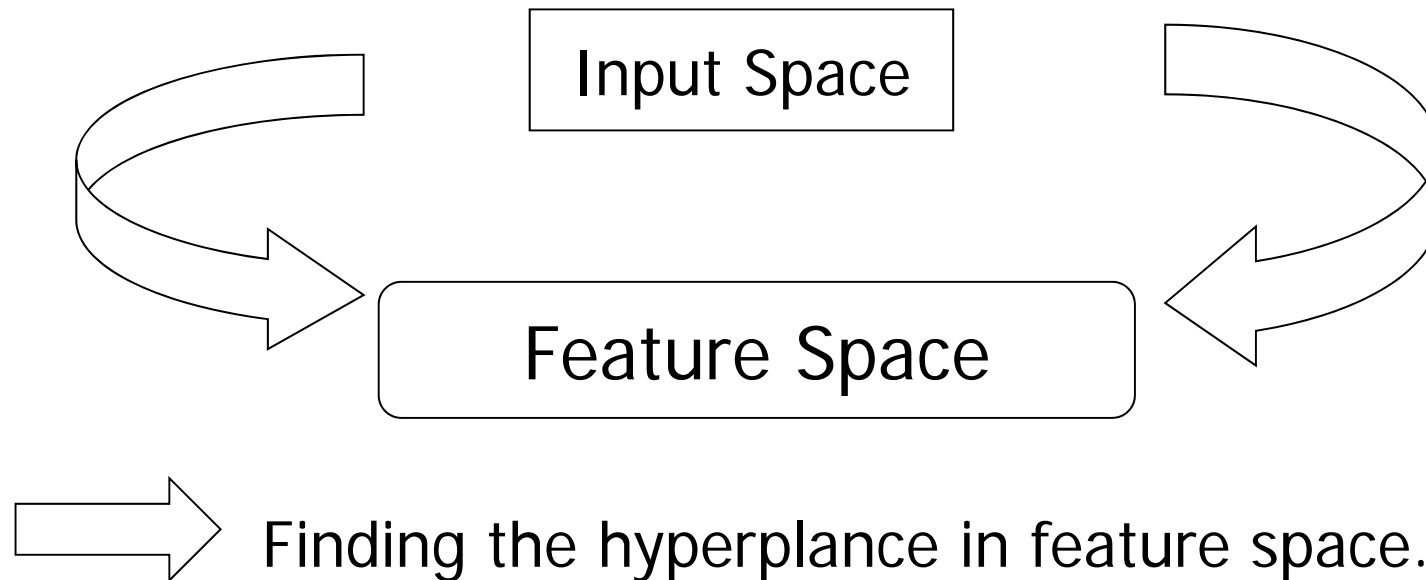 Input Space
Feature Space
Finding the hyperplance in feature space.